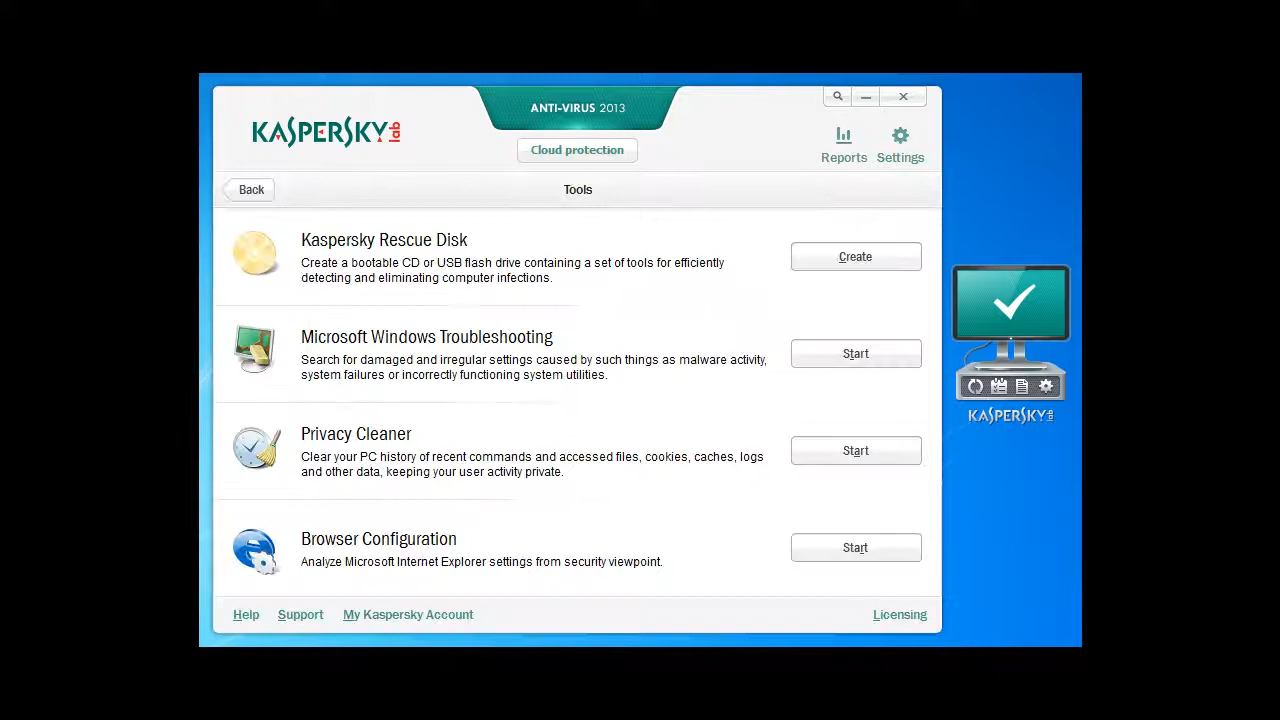 ANTI-VIRUS 2013
KASPERSKY lab
Cloud protection
Reports
Settings
Back
Tools
Kaspersky Rescue Disk
Create a bootable CD or USB flash drive containing a set of tools for efficiently
detecting and eliminating computer infections.
Create
Microsoft Windows Troubleshooting
Search for damaged and irregular settings caused by such things as malware activity,
system failures or incorrectly functioning system utilities.
Start
Privacy Cleaner
Clear your PC history of recent commands and accessed files, cookies, caches, logs
and other data, keeping your user activity private.
Start
Browser Configuration
Analyze Microsoft Internet Explorer settings from security viewpoint.
Start
Help
Support
My Kaspersky Account
Licensing
KASPERSKY lab